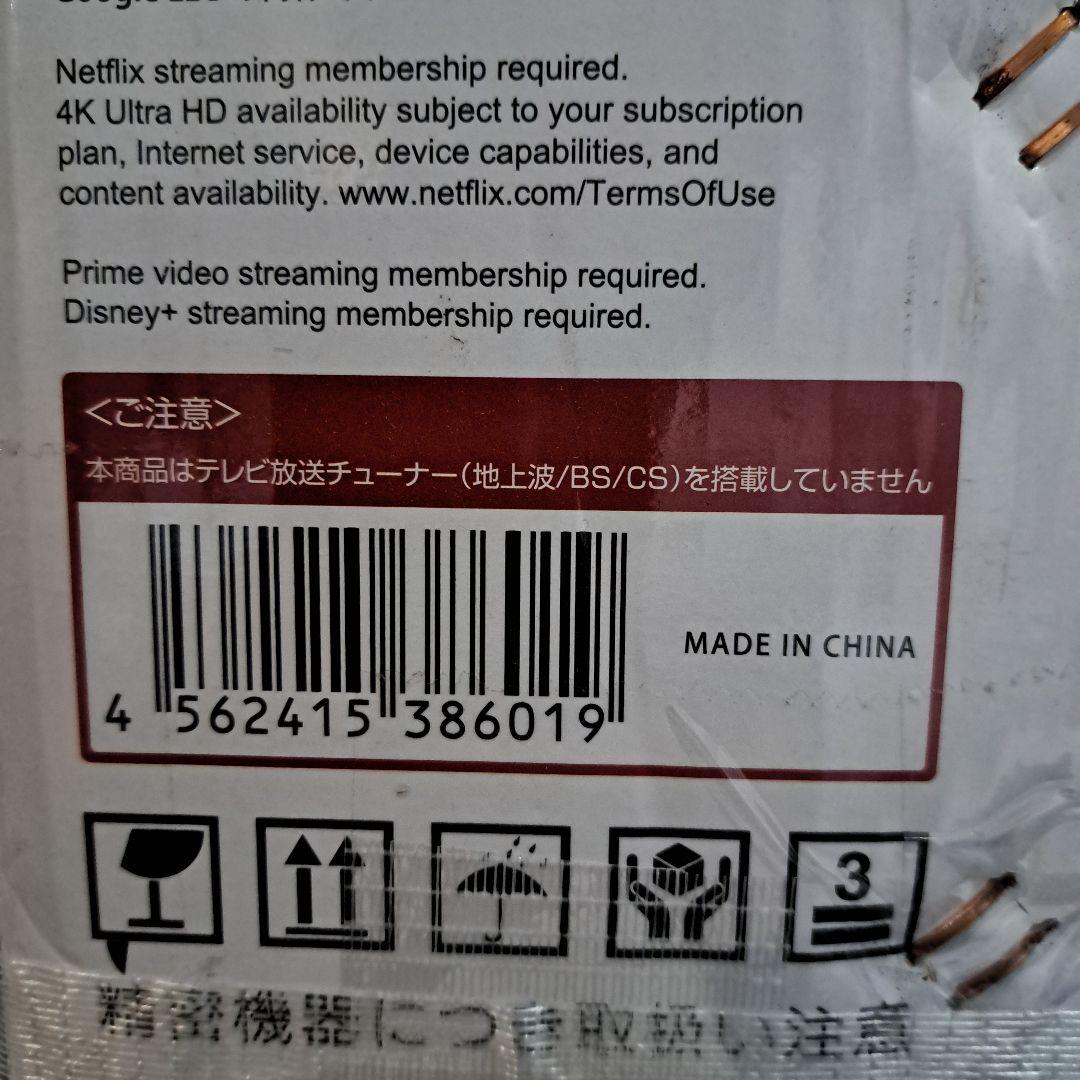 Netflix streaming membership required.
4K Ultra HD availability subject to your subscription
plan, Internet service, device capabilities, and
content availability. www.netflix.com/TermsOfUse
Prime video streaming membership required.
Disney+ streaming membership required.
<ご注意>
本商品はテレビ放送チューナー(地上波/BS/CS)を搭載していません
MADE IN CHINA
4 562415 386019
3
精密機器につき取扱い注意